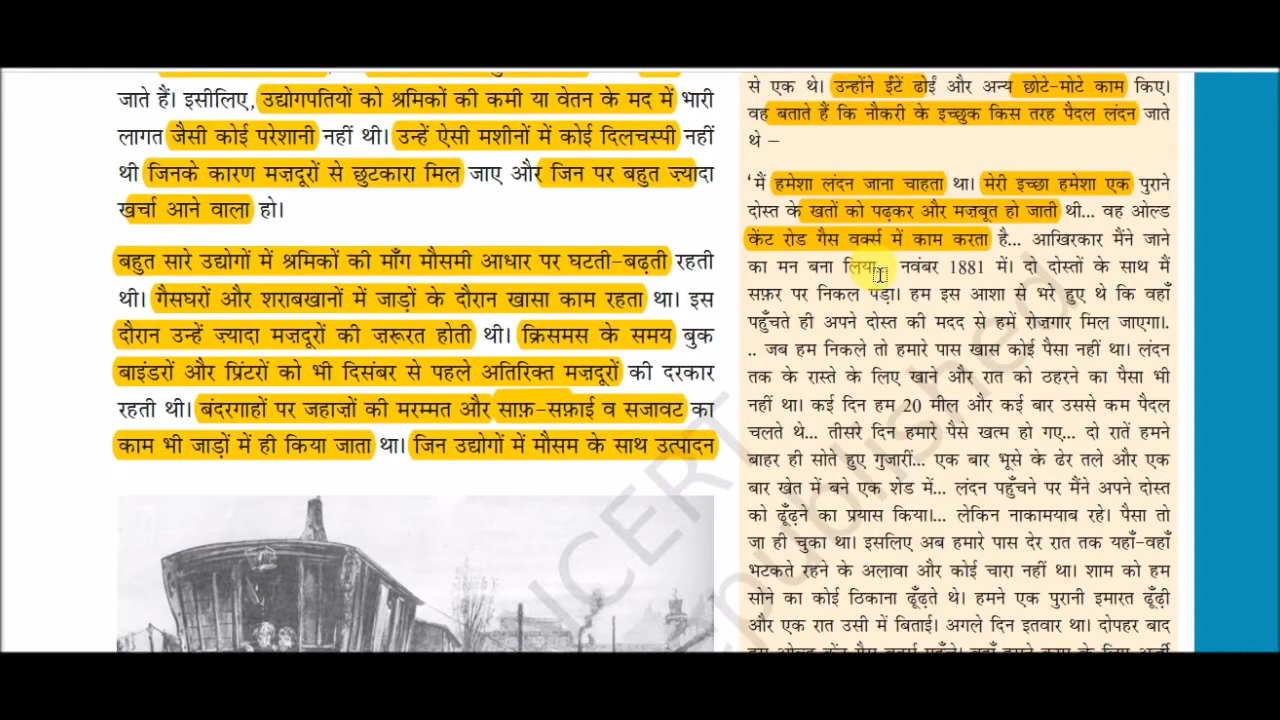 जाते हैं। इसीलिए, उद्योगपतियों को श्रमिकों की कमी या वेतन के मद में भारी
लागत जैसी कोई परेशानी नहीं थी। उन्हें ऐसी मशीनों में कोई दिलचस्पी नहीं
थी जिनके कारण मज़दूरों से छुटकारा मिल जाए और जिन पर बहुत ज़्यादा
खर्चा आने वाला हो।
बहुत सारे उद्योगों में श्रमिकों की माँग मौसमी आधार पर घटती-बढ़ती रहती
थी। गैसघरों और शराबखानों में जाड़ों के दौरान खासा काम रहता था। इस
दौरान उन्हें ज़्यादा मज़दूरों की ज़रूरत होती थी। क्रिसमस के समय बुक
बाइंडरों और प्रिंटरों को भी दिसंबर से पहले अतिरिक्त मज़दूरों की दरकार
रहती थी। बंदरगाहों पर जहाज़ों की मरम्मत और साफ़-सफ़ाई व सजावट का
काम भी जाड़ों में ही किया जाता था। जिन उद्योगों में मौसम के साथ उत्पादन
से एक थे। उन्होंने ईंटें ढोईं और अन्य छोटे-मोटे काम किए।
वह बताते हैं कि नौकरी के इच्छुक किस तरह पैदल लंदन जाते
थे –
‘मैं हमेशा लंदन जाना चाहता था। मेरी इच्छा हमेशा एक पुराने
दोस्त के खतों को पढ़कर और मज़बूत हो जाती थी... वह ओल्ड
केंट रोड गैस वर्क्स में काम करता है... आखिरकार मैंने जाने
का मन बना लिया... नवंबर 1881 में। दो दोस्तों के साथ मैं
सफ़र पर निकल पड़ा। हम इस आशा से भरे हुए थे कि वहाँ
पहुँचते ही अपने दोस्त की मदद से हमें रोज़गार मिल जाएगा।.
.. जब हम निकले तो हमारे पास खास कोई पैसा नहीं था। लंदन
तक के रास्ते के लिए खाने और रात को ठहरने का पैसा भी
नहीं था। कई दिन हम 20 मील और कई बार उससे कम पैदल
चलते थे... तीसरे दिन हमारे पैसे खत्म हो गए... दो रातें हमने
बाहर ही सोते हुए गुजारीं... एक बार भूसे के ढेर तले और एक
बार खेत में बने एक शेड में... लंदन पहुँचने पर मैंने अपने दोस्त
को ढूँढ़ने का प्रयास किया।... लेकिन नाकामयाब रहे। पैसा तो
जा ही चुका था। इसलिए अब हमारे पास देर रात तक यहाँ-वहाँ
भटकते रहने के अलावा और कोई चारा नहीं था। शाम को हम
सोने का कोई ठिकाना ढूँढ़ते थे। हमने एक पुरानी इमारत ढूँढ़ी
और एक रात उसी में बिताई। अगले दिन इतवार था। दोपहर बाद